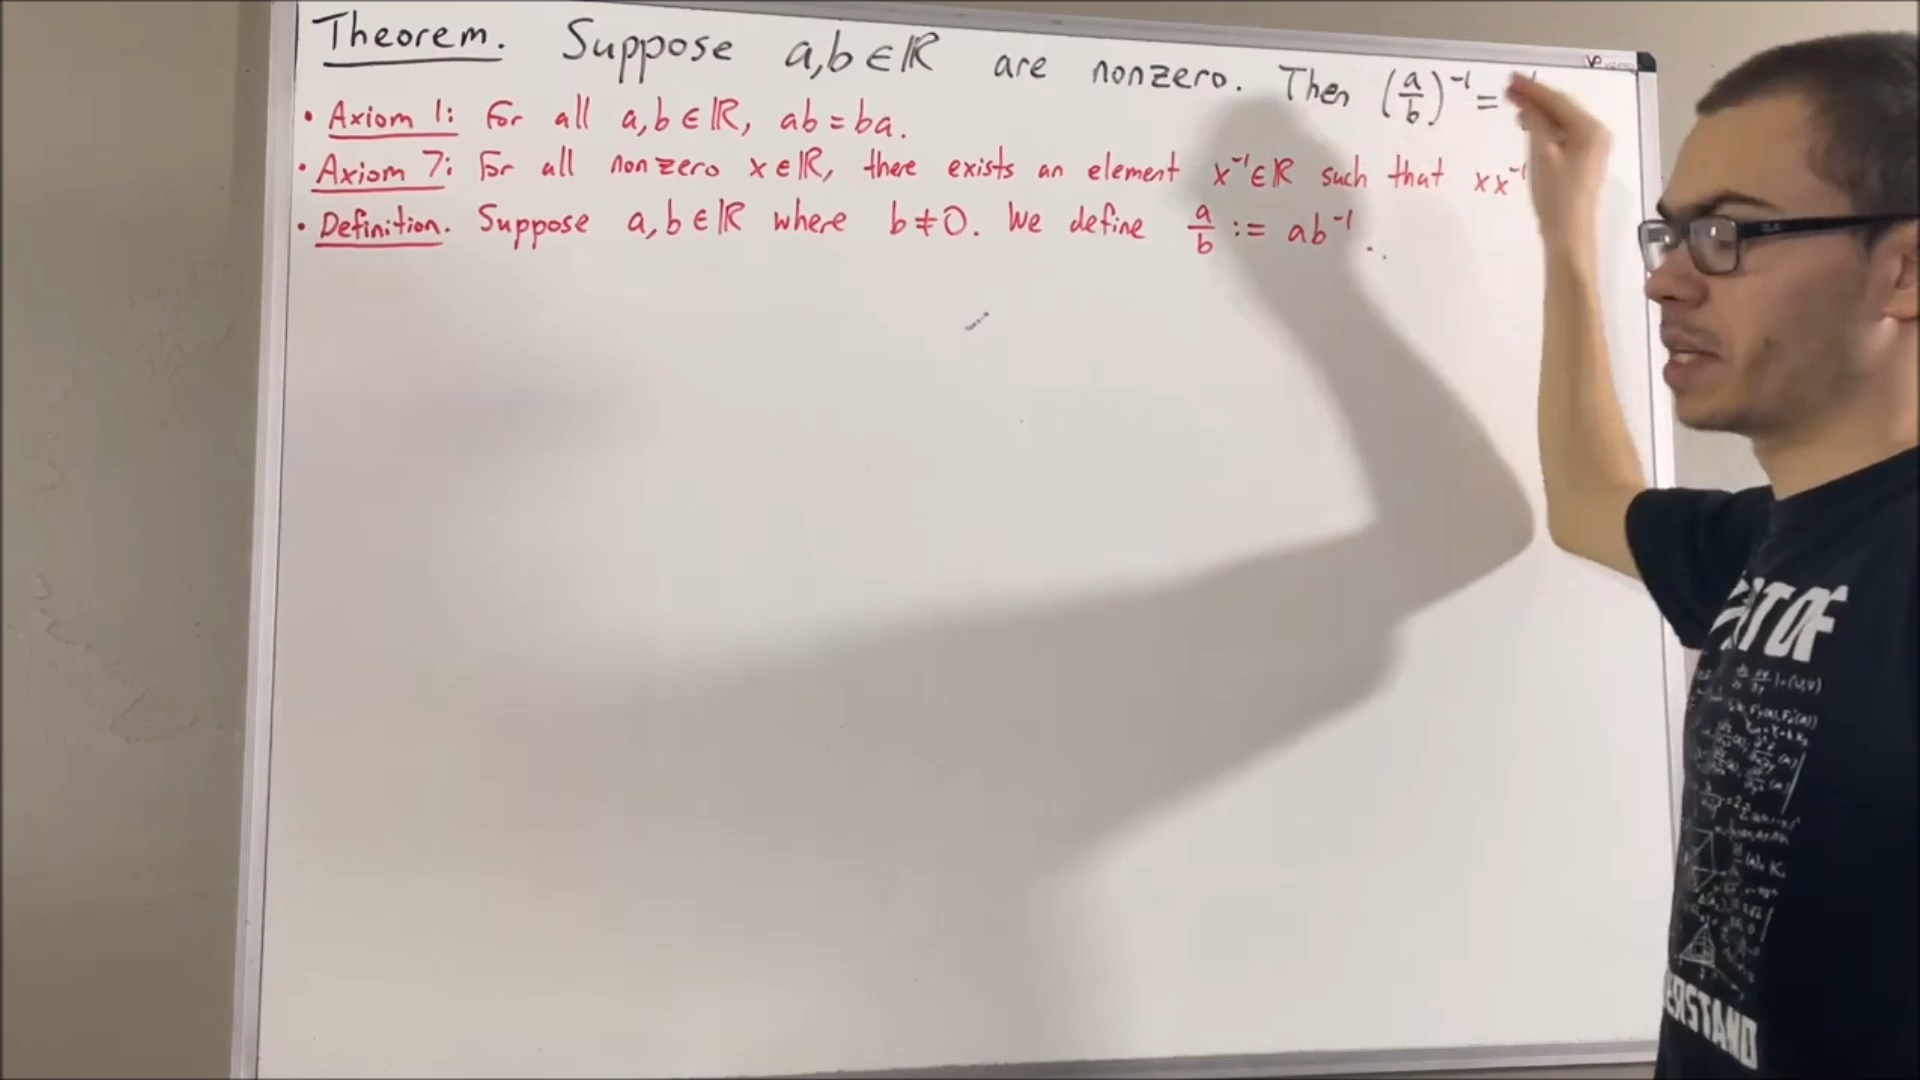 Theorem. Suppose a,b ∈ ℝ are nonzero. Then (a/b)⁻¹ =
• Axiom 1: For all a,b ∈ ℝ, ab = ba.
• Axiom 7: For all nonzero x ∈ ℝ, there exists an element x⁻¹ ∈ ℝ such that xx⁻¹
• Definition. Suppose a,b ∈ ℝ where b ≠ 0. We define a/b := ab⁻¹.
OF